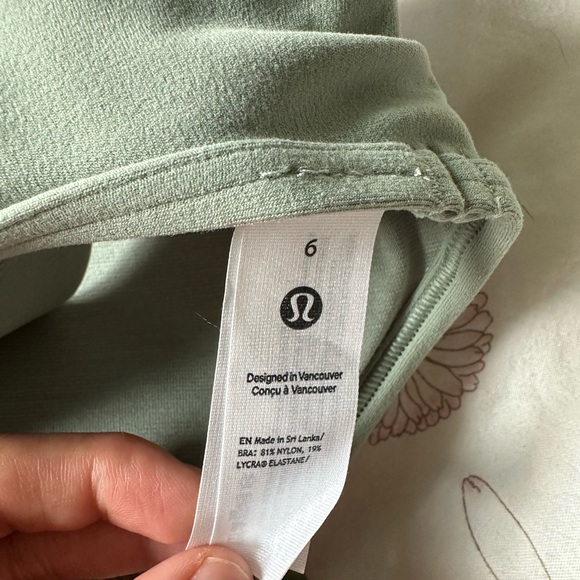 6
Designed in Vancouver
Conçu à Vancouver
EN Made in Sri Lanka/
BRA: 81% NYLON, 19%
LYCRA® ELASTANE/